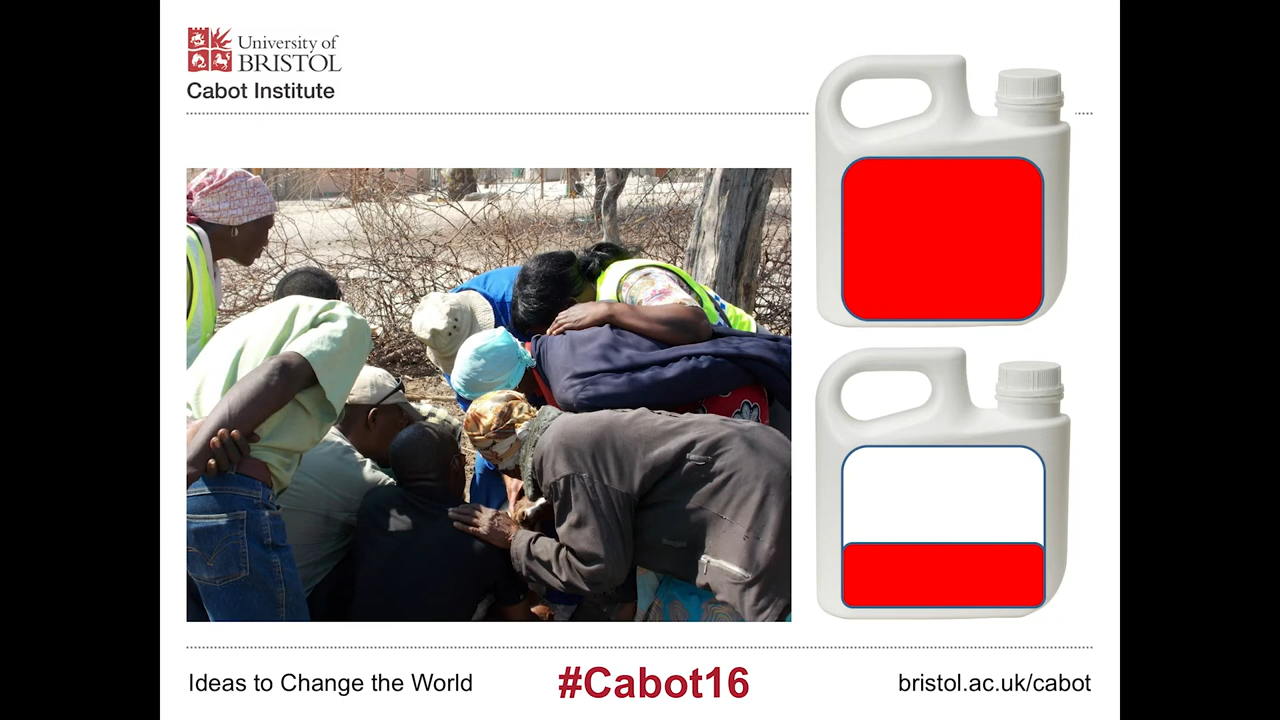 University of
BRISTOL
Cabot Institute
Ideas to Change the World
#Cabot16
bristol.ac.uk/cabot